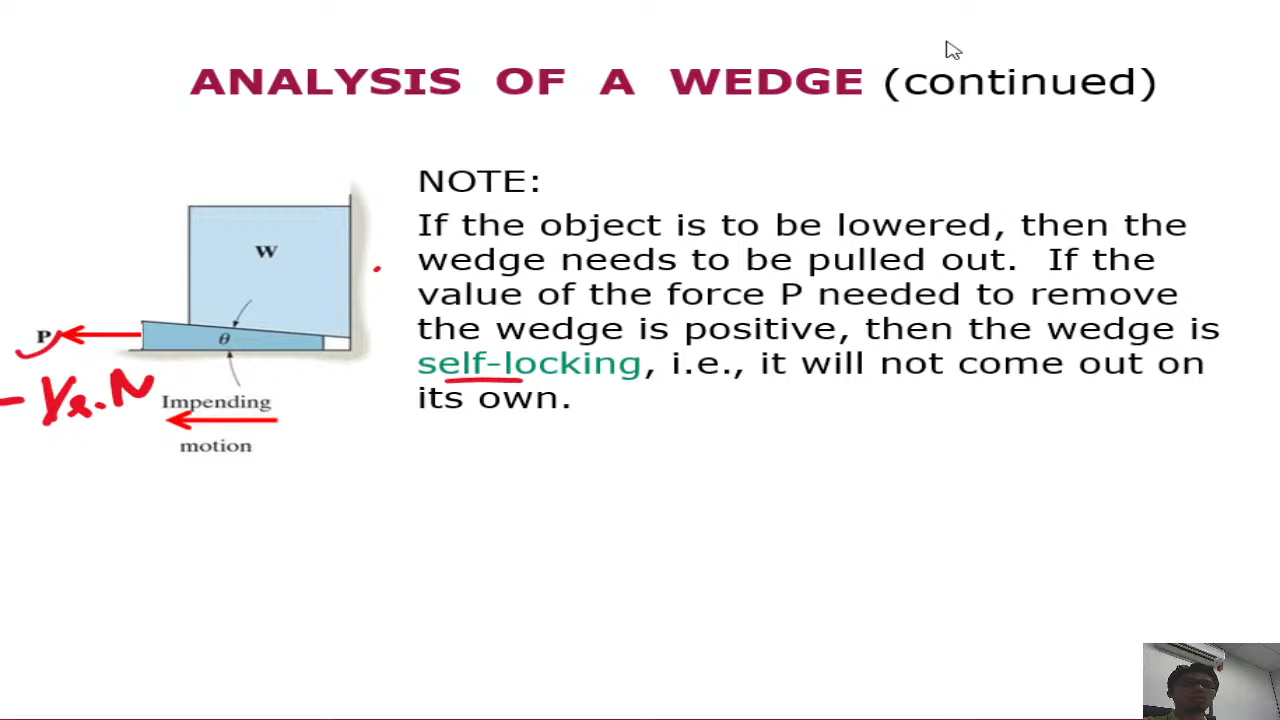 ANALYSIS OF A WEDGE (continued)
NOTE:
If the object is to be lowered, then the
wedge needs to be pulled out. If the
value of the force P needed to remove
the wedge is positive, then the wedge is
self-locking, i.e., it will not come out on
its own.
W
P
θ
Impending
motion